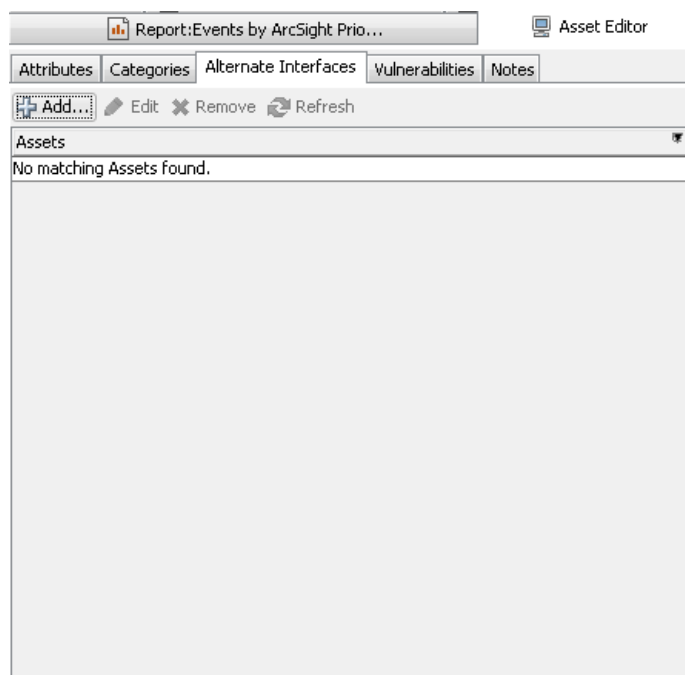 Report:Events by ArcSight Prio... Asset Editor
Attributes Categories Alternate Interfaces Vulnerabilities Notes
Add... Edit Remove Refresh
Assets
No matching Assets found.